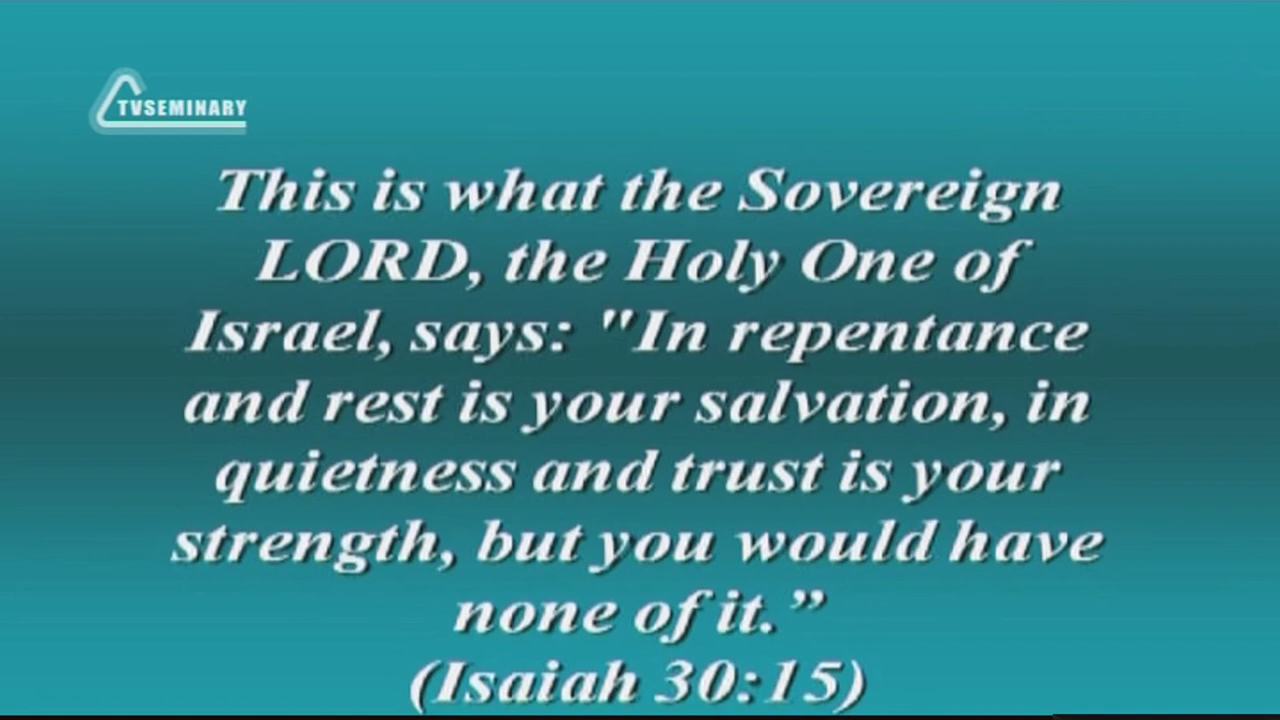 TVSEMINARY
This is what the Sovereign
LORD, the Holy One of
Israel, says: "In repentance
and rest is your salvation, in
quietness and trust is your
strength, but you would have
none of it.”
(Isaiah 30:15)